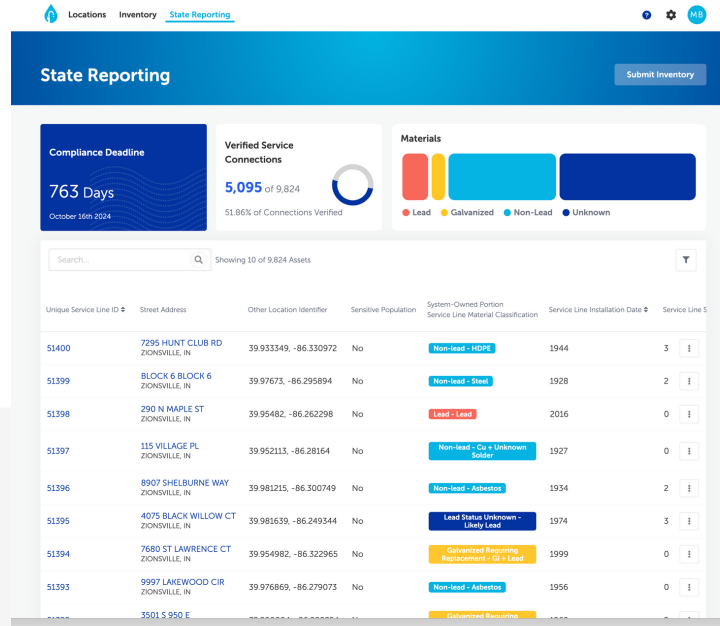 Locations Inventory State Reporting
? MB
State Reporting
Submit Inventory
Compliance Deadline
763 Days
October 16th 2024
Verified Service
Connections
5,095 of 9,824
51.86% of Connections Verified
Materials
Lead Galvanized Non-Lead Unknown
Search...
Showing 10 of 9,824 Assets
Unique Service Line ID Street Address Other Location Identifier Sensitive Population System-Owned Portion
Service Line Material Classification Service Line Installation Date Service Line S
51400 7295 HUNT CLUB RD
ZIONSVILLE, IN 39.933349, -86.330972 No Non-lead - HDPE 1944 3
51399 BLOCK 6 BLOCK 6
ZIONSVILLE, IN 39.97673, -86.295894 No Non-lead - Steel 1928 2
51398 290 N MAPLE ST
ZIONSVILLE, IN 39.95482, -86.262298 No Lead - Lead 2016 0
51397 115 VILLAGE PL
ZIONSVILLE, IN 39.952113, -86.28164 No Non-lead - Cu + Unknown
Solder 1927 0
51396 8907 SHELBURNE WAY
ZIONSVILLE, IN 39.981215, -86.300749 No Non-lead - Asbestos 1934 2
51395 4075 BLACK WILLOW CT
ZIONSVILLE, IN 39.981639, -86.249344 No Lead Status Unknown -
Likely Lead 1974 3
51394 7680 ST LAWRENCE CT
ZIONSVILLE, IN 39.954982, -86.322965 No Galvanized Requiring
Replacement - GI + Lead 1999 0
51393 9997 LAKEWOOD CIR
ZIONSVILLE, IN 39.976869, -86.279073 No Non-lead - Asbestos 1956 0
3501 S 950 E
Galvanized Requiring